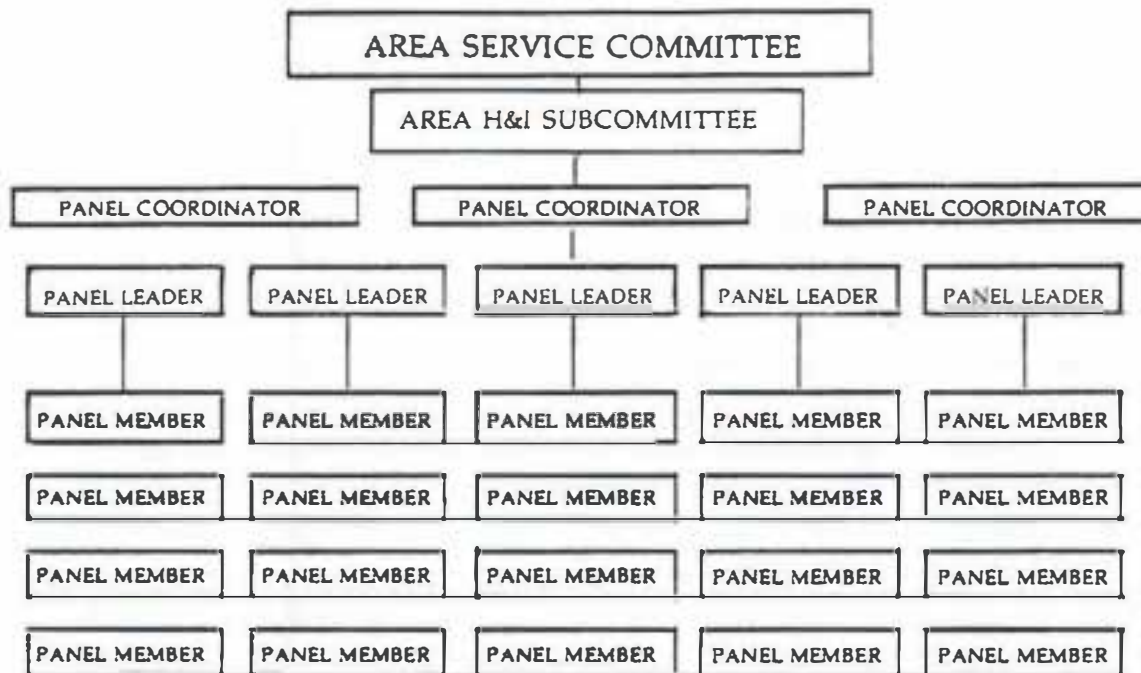 AREA SERVICE COMMITTEE
AREA H&I SUBCOMMITTEE
PANEL COORDINATOR PANEL COORDINATOR PANEL COORDINATOR
PANEL LEADER PANEL LEADER PANEL LEADER PANEL LEADER PANEL LEADER
PANEL MEMBER PANEL MEMBER PANEL MEMBER PANEL MEMBER PANEL MEMBER
PANEL MEMBER PANEL MEMBER PANEL MEMBER PANEL MEMBER PANEL MEMBER
PANEL MEMBER PANEL MEMBER PANEL MEMBER PANEL MEMBER PANEL MEMBER
PANEL MEMBER PANEL MEMBER PANEL MEMBER PANEL MEMBER PANEL MEMBER